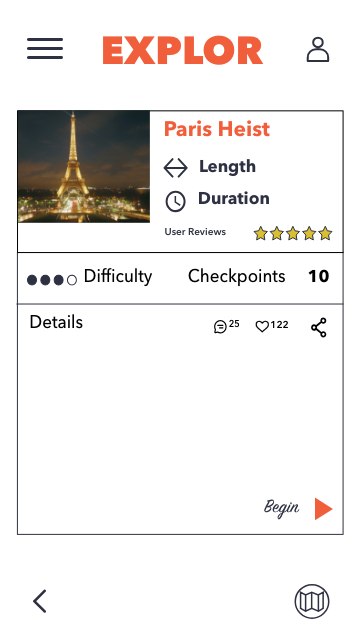 EXPLOR
Paris Heist
Length
Duration
User Reviews
Difficulty Checkpoints 10
Details 25 122
Begin